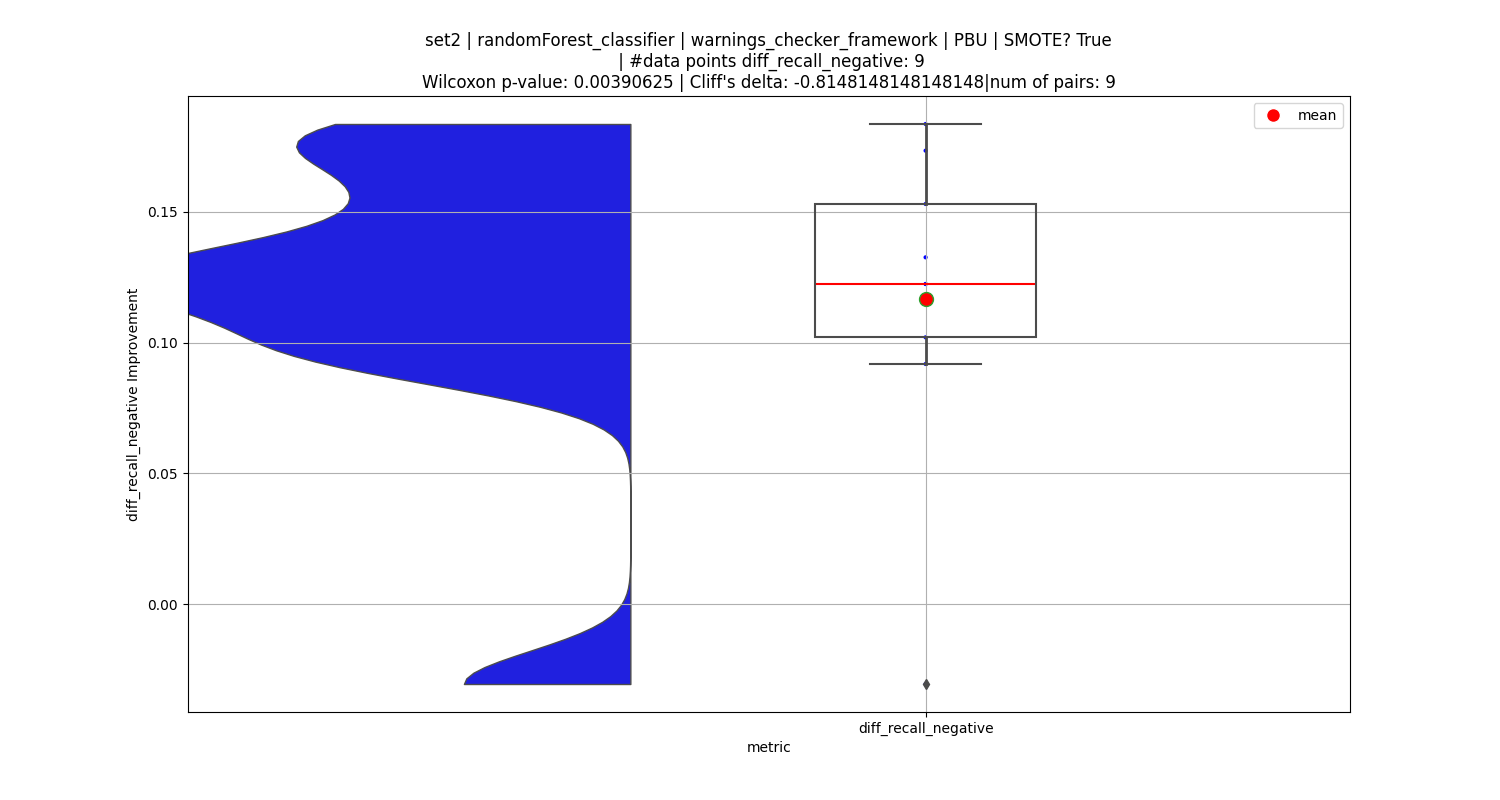 set2 | randomForest_classifier | warnings_checker_framework | PBU | SMOTE? True
| #data points diff_recall_negative: 9
Wilcoxon p-value: 0.00390625 | Cliff's delta: -0.8148148148148148|num of pairs: 9
mean
0.15
0.10
0.05
0.00
diff_recall_negative Improvement
diff_recall_negative
metric